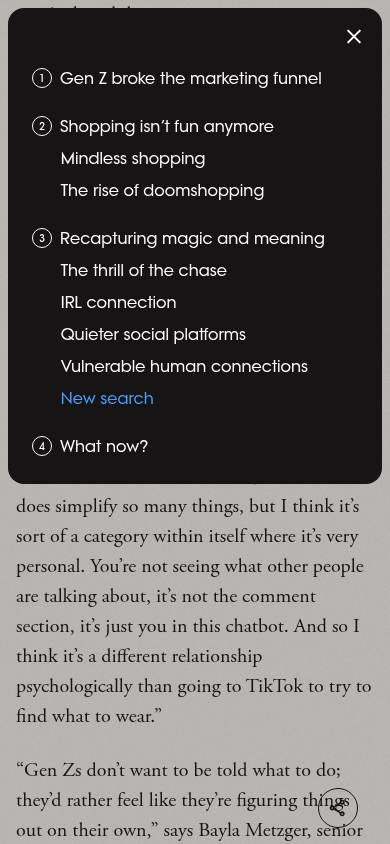 1 Gen Z broke the marketing funnel
2 Shopping isn’t fun anymore
Mindless shopping
The rise of doomshopping
3 Recapturing magic and meaning
The thrill of the chase
IRL connection
Quieter social platforms
Vulnerable human connections
New search
4 What now?
does simplify so many things, but I think it’s
sort of a category within itself where it’s very
personal. You’re not seeing what other people
are talking about, it’s not the comment
section, it’s just you in this chatbot. And so I
think it’s a different relationship
psychologically than going to TikTok to try to
find what to wear.”
“Gen Zs don’t want to be told what to do;
they’d rather feel like they’re figuring things
out on their own,” says Bayla Metzger, senior